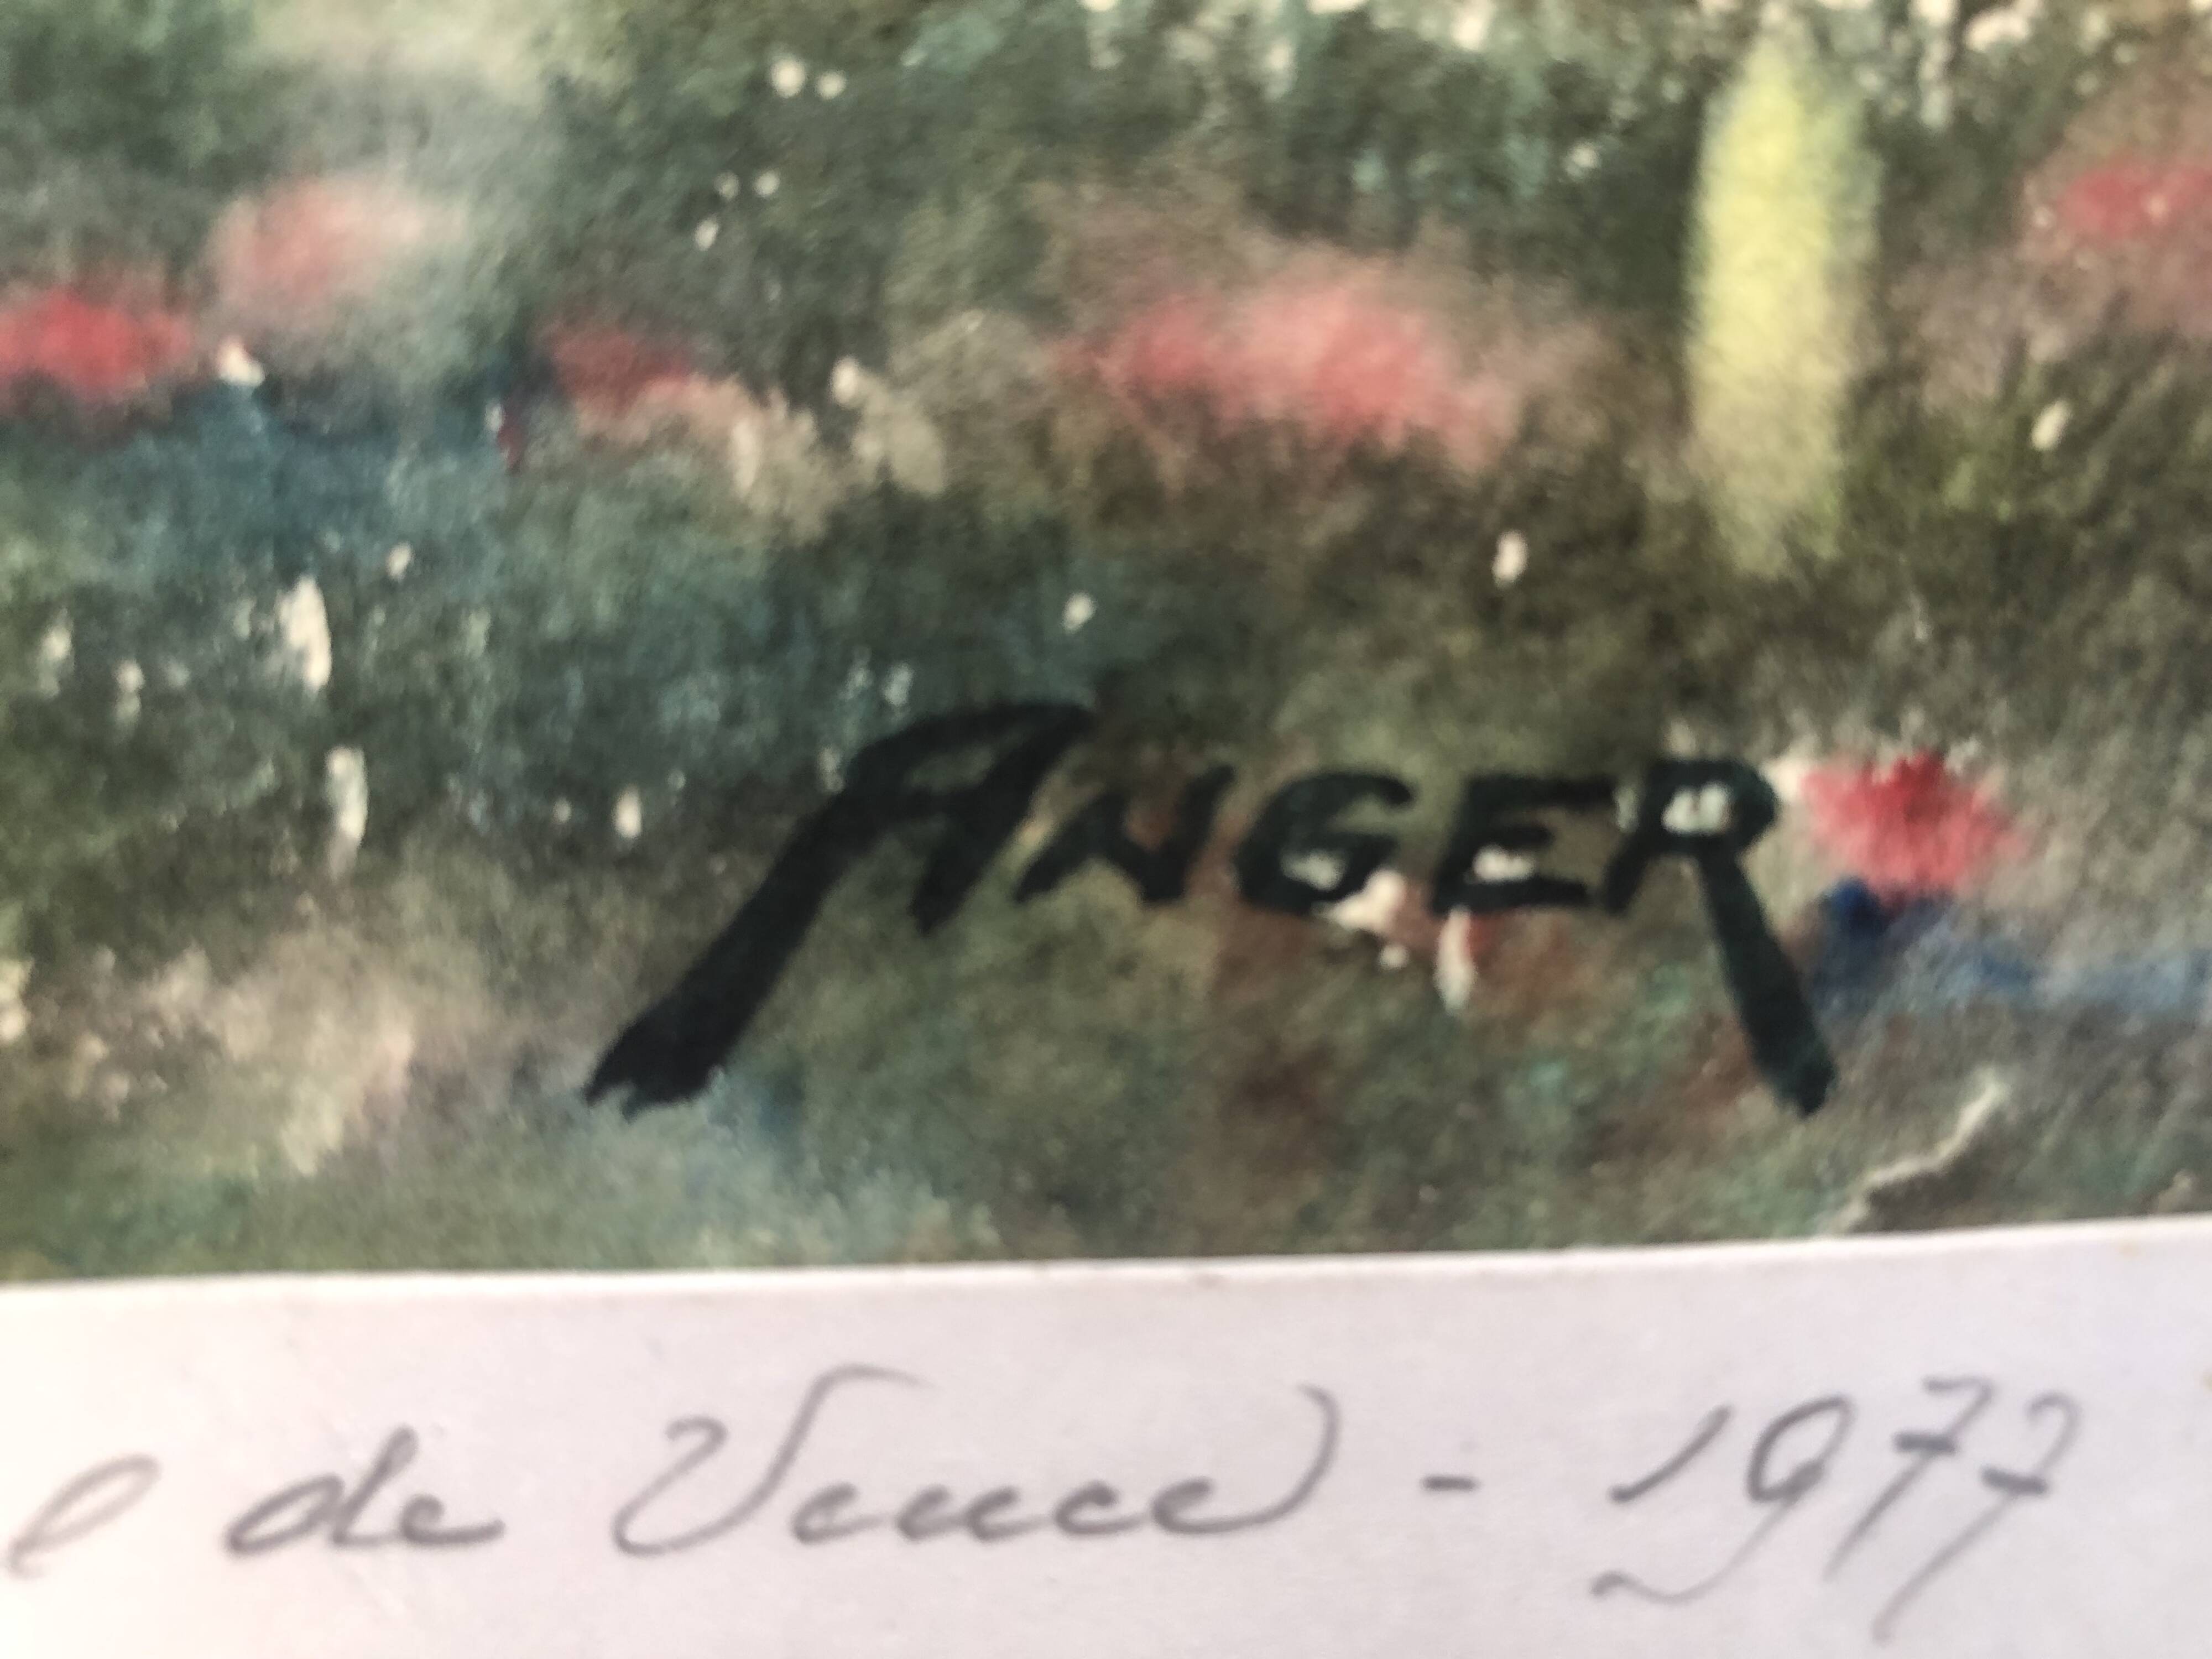 ANGER
l de Vence) - 1977